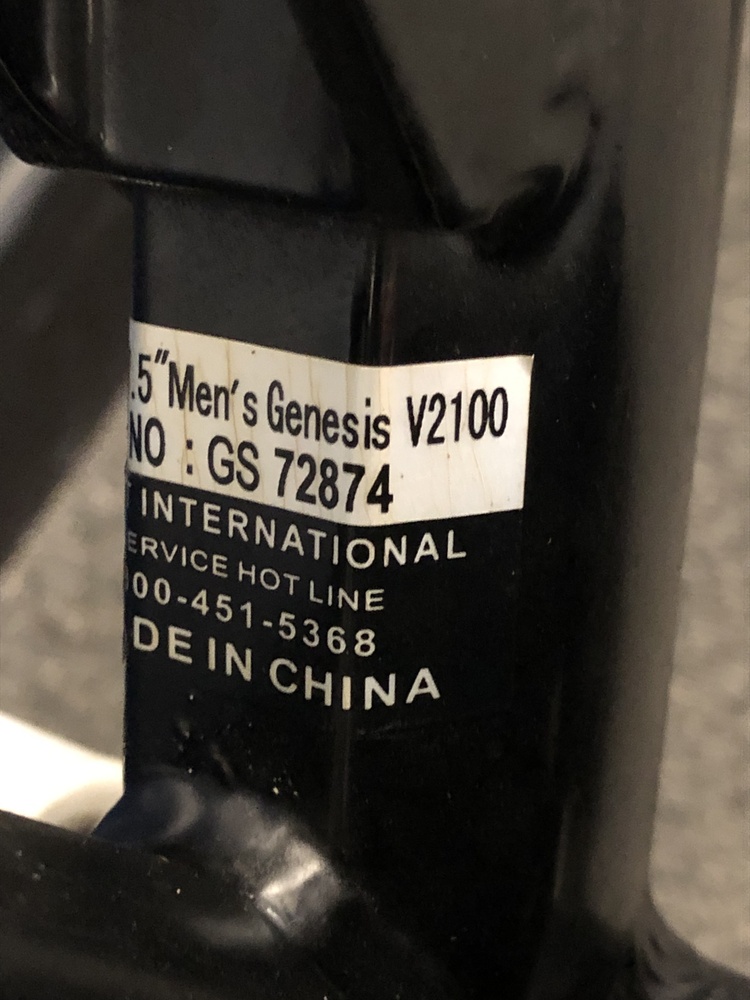 .5"Men's Genesis V2100
NO : GS 72874
INTERNATIONAL
ERVICE HOT LINE
00-451-5368
DE IN CHINA